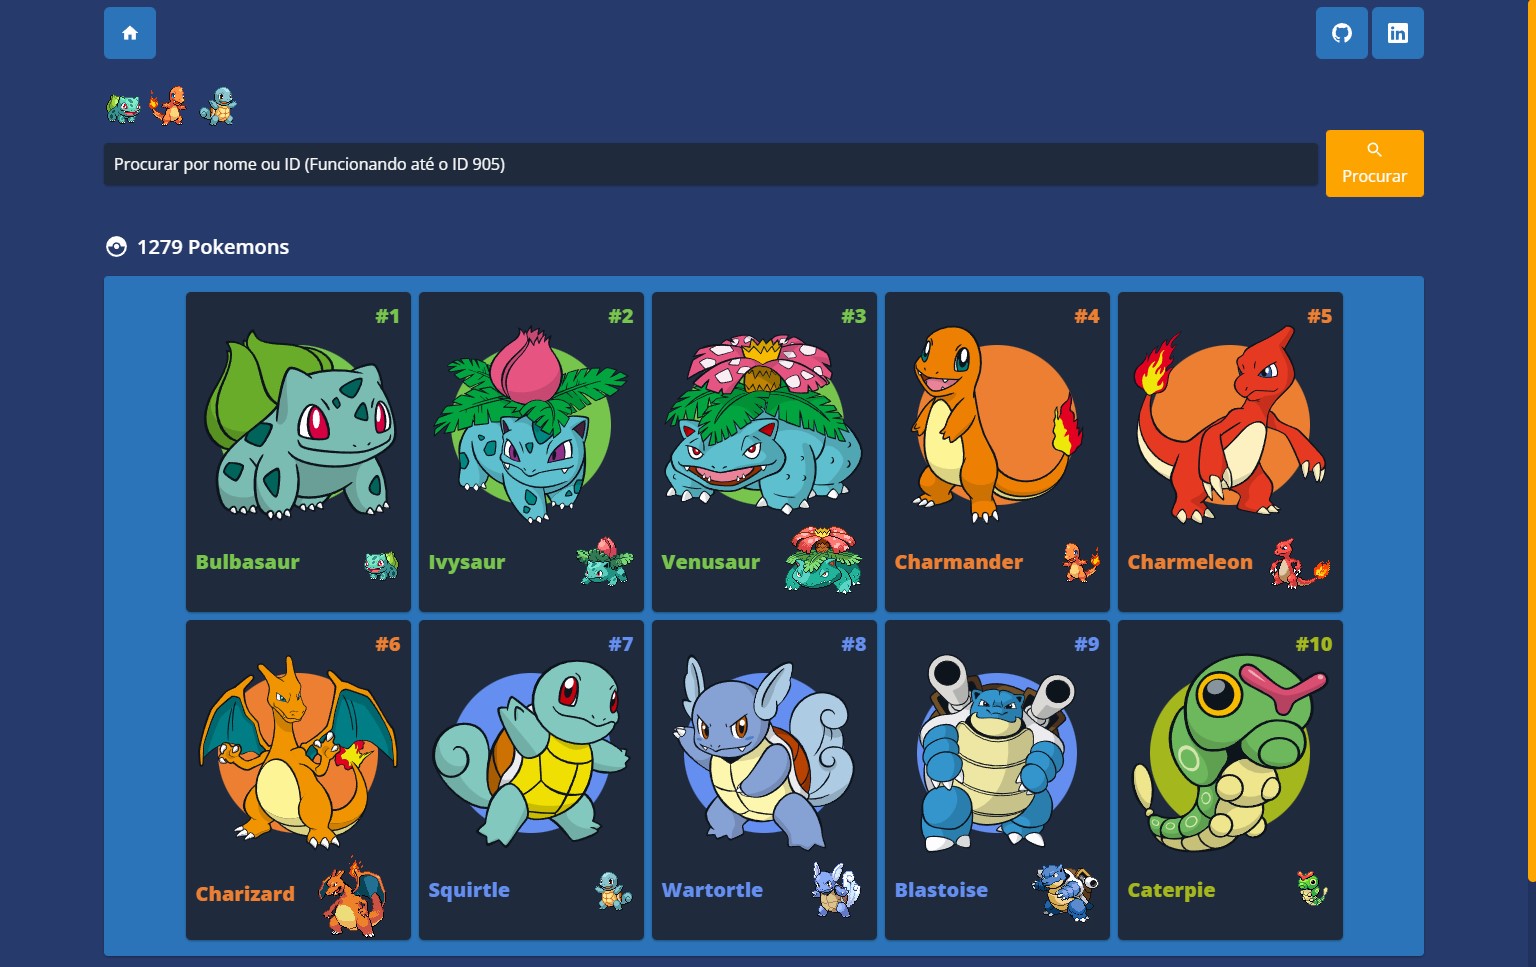 Procurar por nome ou ID (Funcionando até o ID 905)
Procurar
1279 Pokemons
#1
Bulbasaur
#2
Ivysaur
#3
Venusaur
#4
Charmander
#5
Charmeleon
#6
Charizard
#7
Squirtle
#8
Wartortle
#9
Blastoise
#10
Caterpie